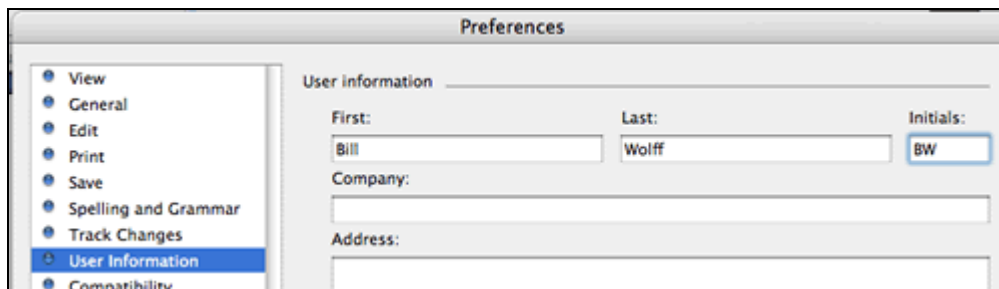 Preferences
View
General
Edit
Print
Save
Spelling and Grammar
Track Changes
User Information
Compatibility
User information
First: Last: Initials:
Bill Wolff BW
Company:
Address: